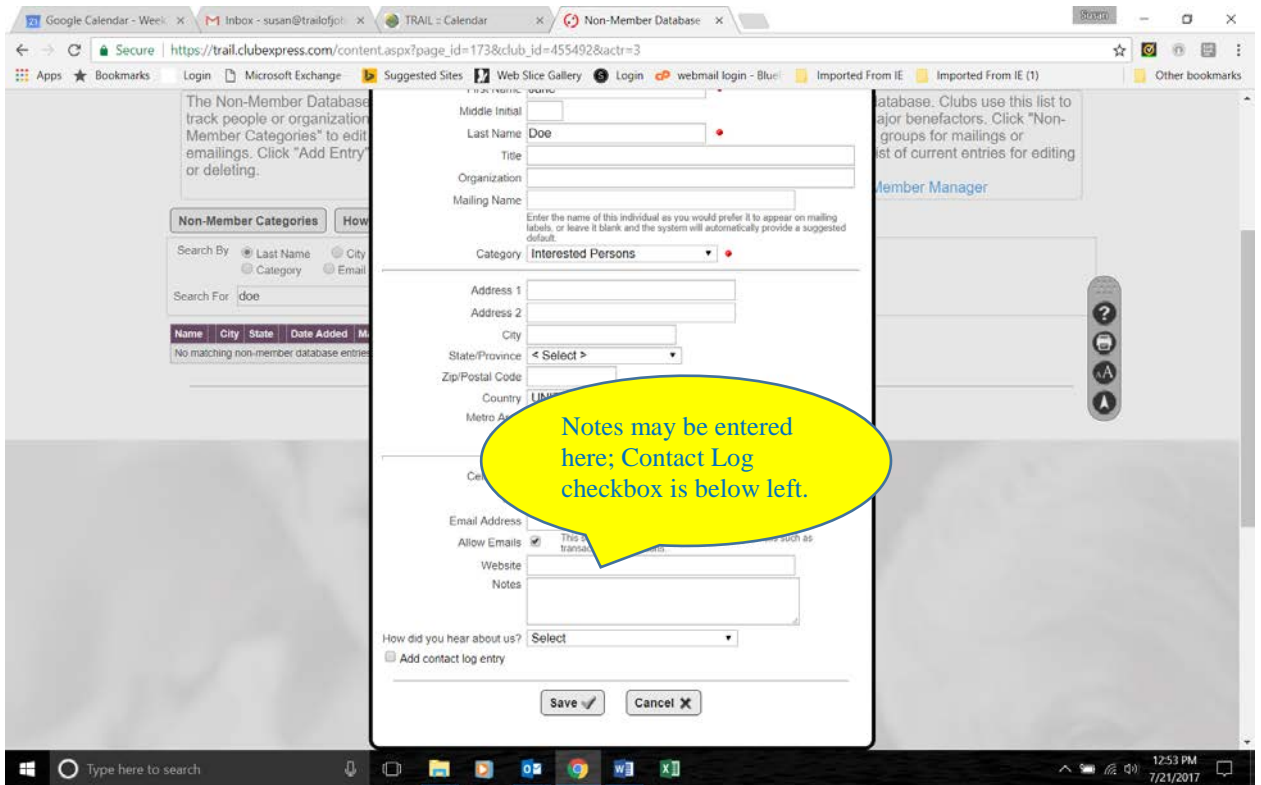 Google Calendar - Week
Inbox - susan@trailofjoh
TRAIL :: Calendar
Non-Member Database
Susan
Secure | https://trail.clubexpress.com/content.aspx?page_id=173&club_id=455492&actr=3
Apps Bookmarks Login Microsoft Exchange Suggested Sites Web Slice Gallery Login webmail login - Blue Imported From IE Imported From IE (1) Other bookmarks
The Non-Member Database
track people or organization
Member Categories" to edit
emailings. Click "Add Entry"
or deleting.
atabase. Clubs use this list to
ajor benefactors. Click "Non-
groups for mailings or
ist of current entries for editing
Member Manager
Non-Member Categories How
Search By Last Name City
Category Email
Search For doe
Name City State Date Added
No matching non-member database entries
First Name
Middle Initial
Last Name Doe
Title
Organization
Mailing Name
Enter the name of this individual as you would prefer it to appear on mailing
labels, or leave it blank and the system will automatically provide a suggested
default.
Category Interested Persons
Address 1
Address 2
City
State/Province < Select >
Zip/Postal Code
Country
Metro
Notes may be entered
here; Contact Log
checkbox is below left.
Email Address
Allow Emails This such as
Website
Notes
How did you hear about us? Select
Add contact log entry
Save Cancel
Type here to search
12:53 PM
7/21/2017